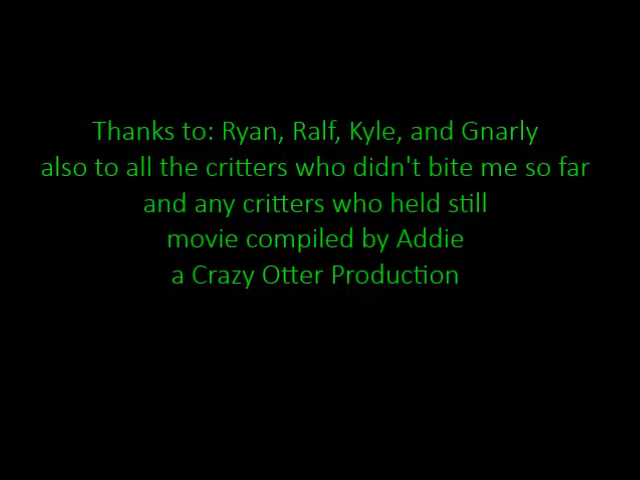 Thanks to: Ryan, Ralf, Kyle, and Gnarly
also to all the critters who didn't bite me so far
and any critters who held still
movie compiled by Addie
a Crazy Otter Production